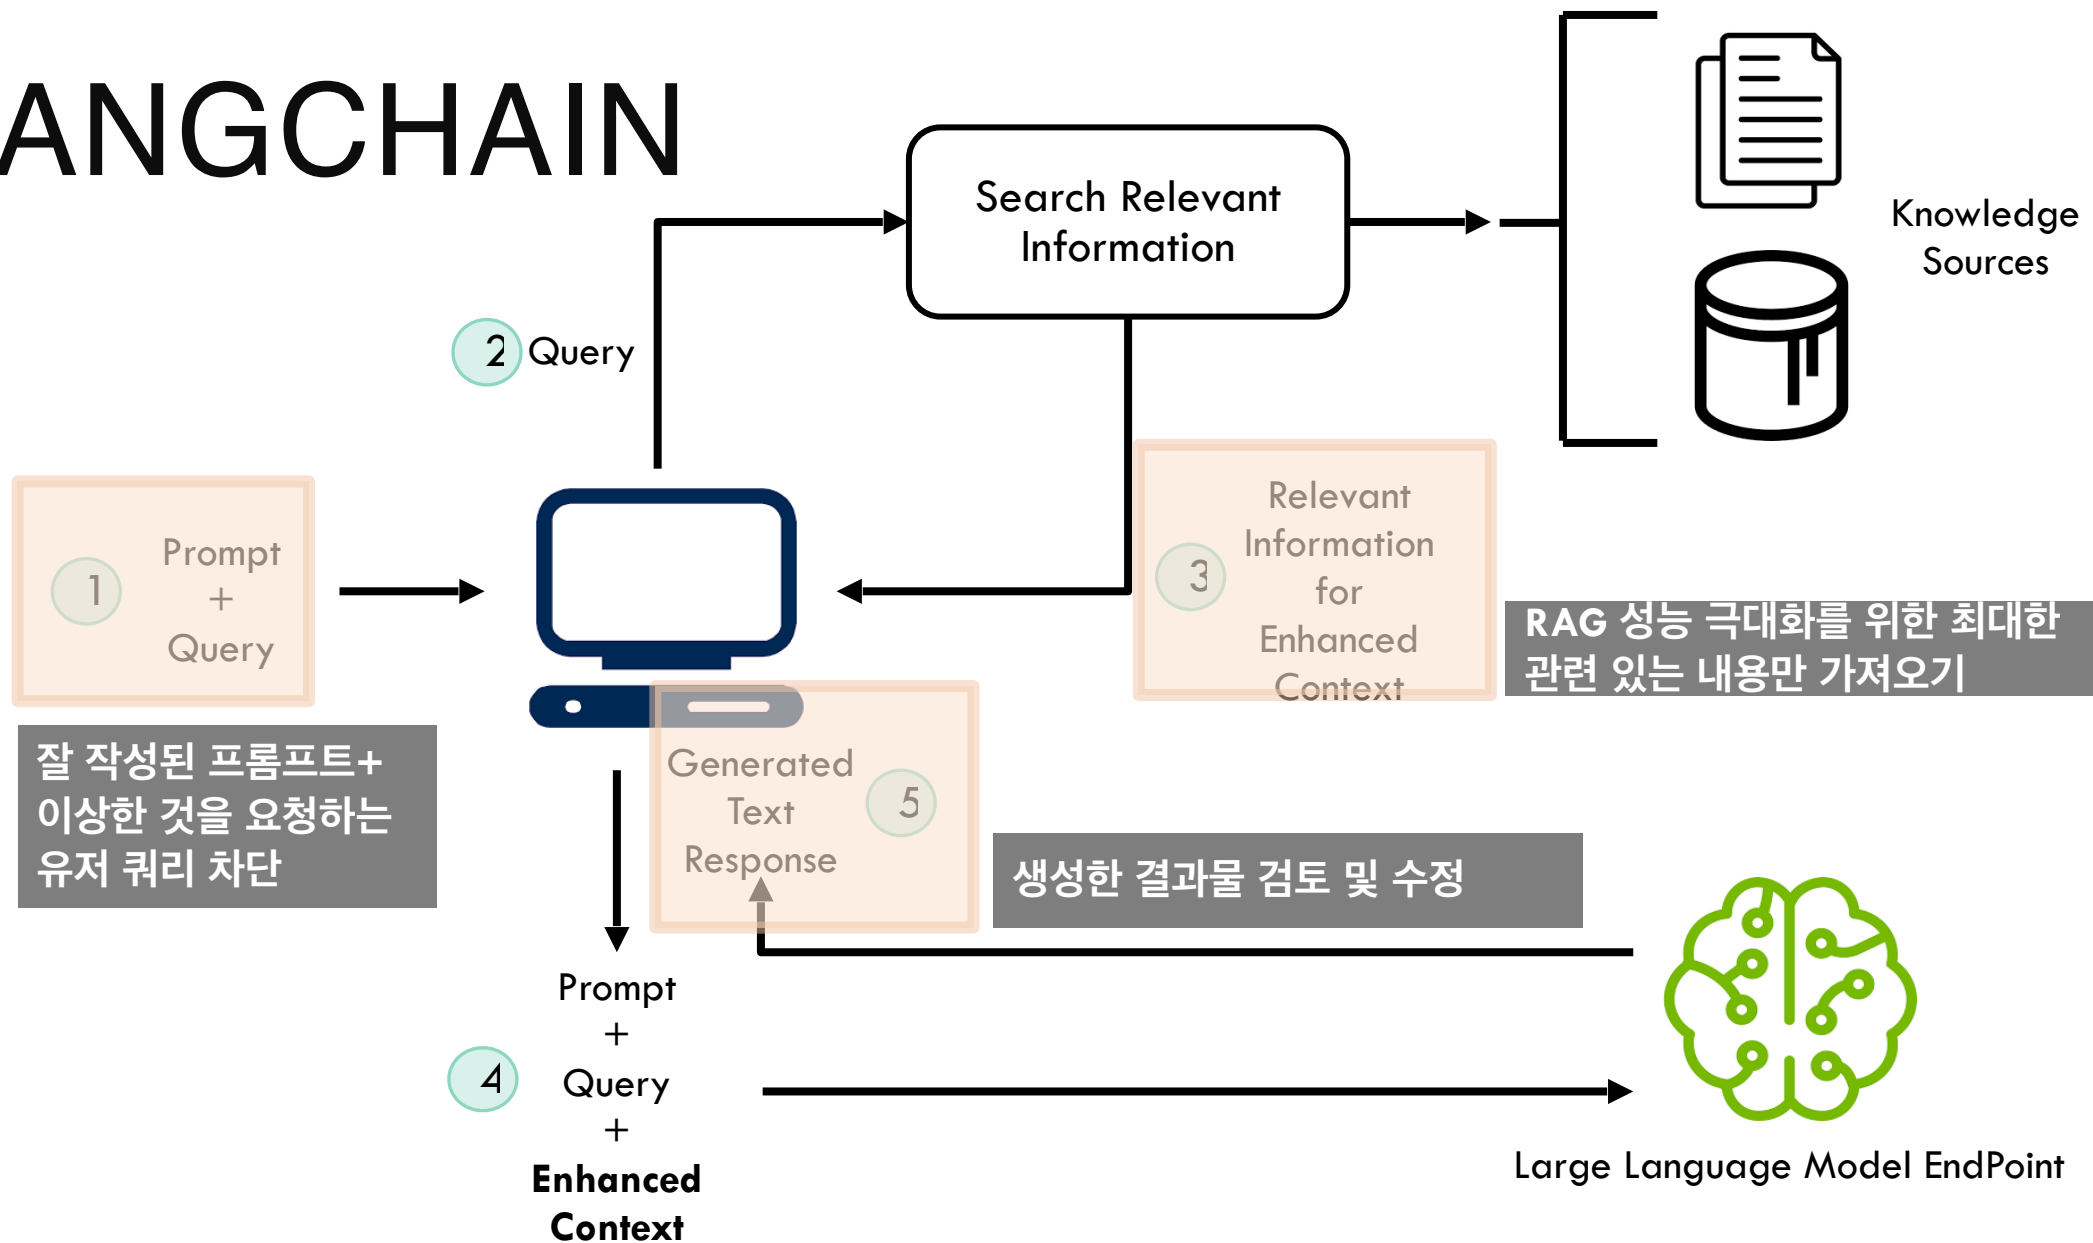 ANGCHAIN
Search Relevant
Information
Knowledge
Sources
2 Query
1
Prompt
+
Query
3
Relevant
Information
for
Enhanced
Context
RAG 성능 극대화를 위한 최대한
관련 있는 내용만 가져오기
잘 작성된 프롬프트+
이상한 것을 요청하는
유저 쿼리 차단
Generated
Text
Response
5
생성한 결과물 검토 및 수정
4
Prompt
+
Query
+
Enhanced
Context
Large Language Model EndPoint